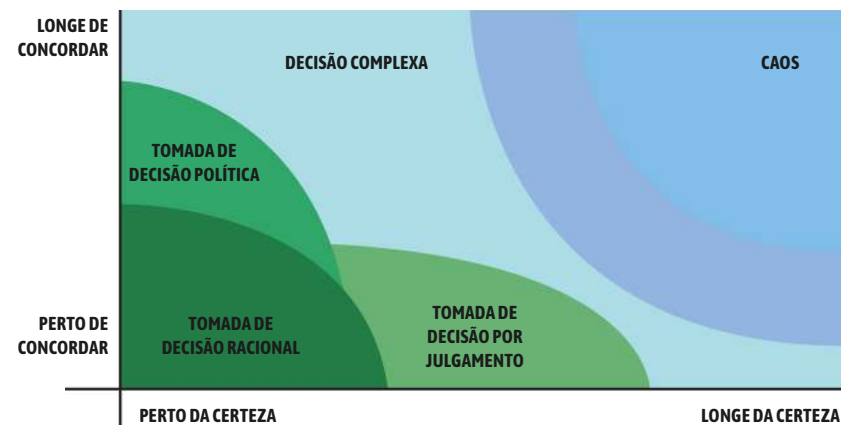 LONGE DE
CONCORDAR
DECISÃO COMPLEXA
CAOS
TOMADA DE
DECISÃO POLÍTICA
PERTO DE
CONCORDAR
TOMADA DE
DECISÃO RACIONAL
TOMADA DE
DECISÃO POR
JULGAMENTO
PERTO DA CERTEZA
LONGE DA CERTEZA